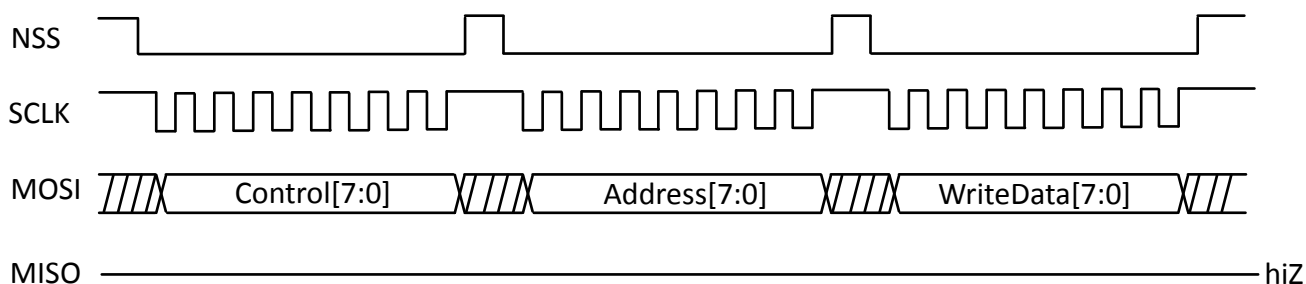 NSS
SCLK
MOSI Control[7:0] Address[7:0] WriteData[7:0]
MISO hiZ